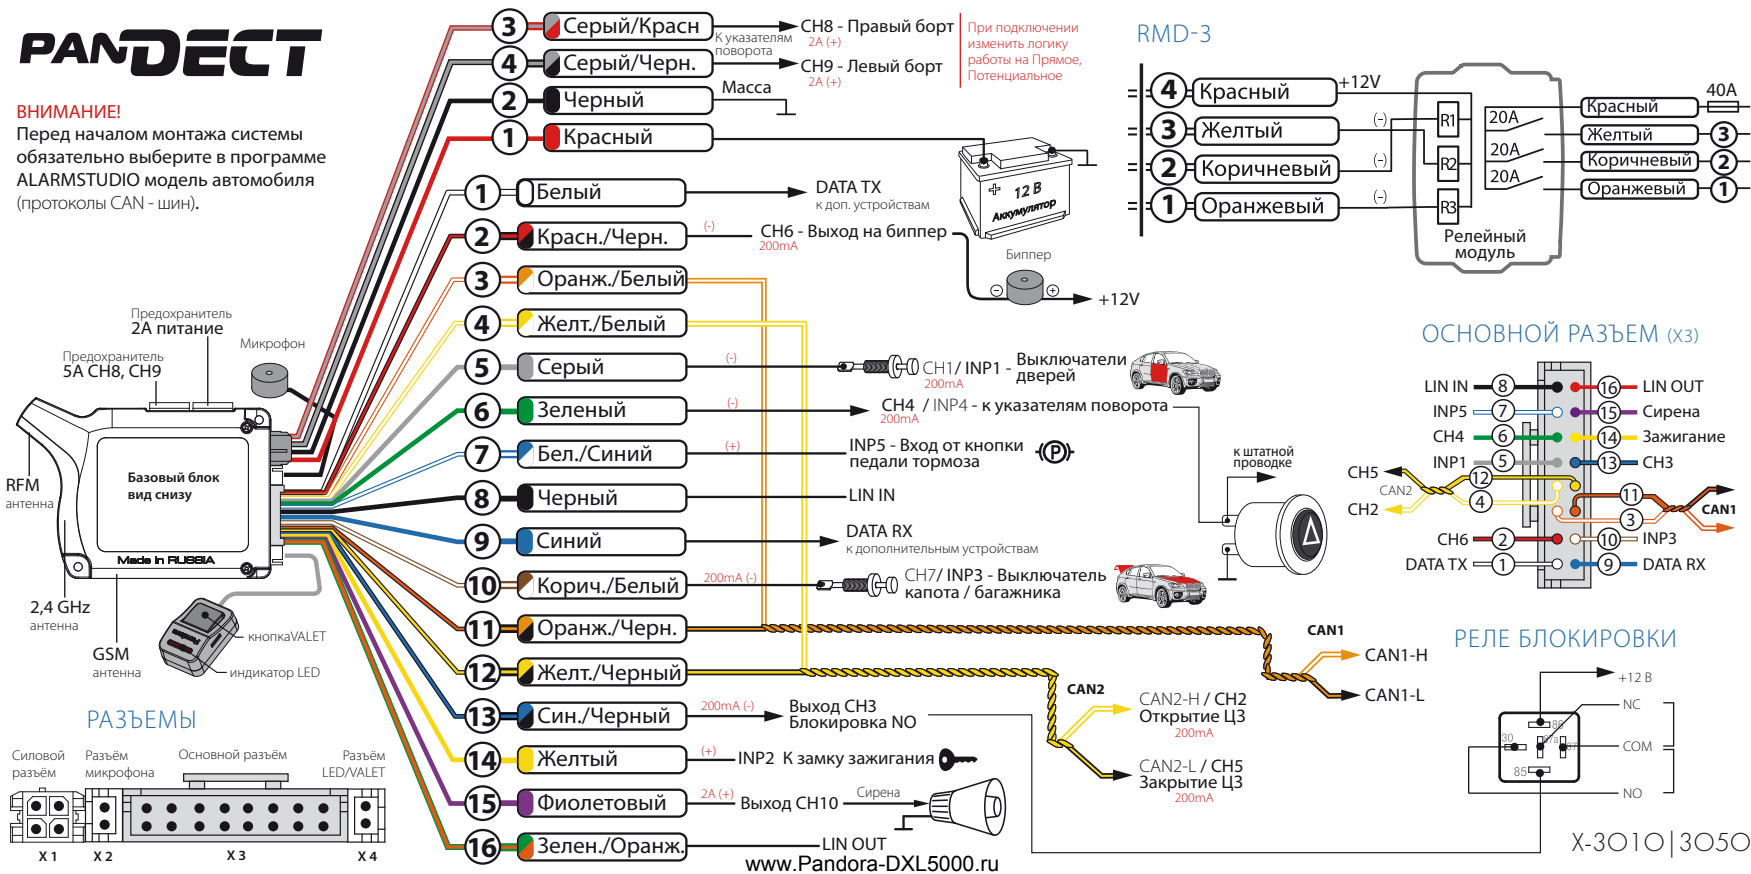 PANDECT
ВНИМАНИЕ!
Перед началом монтажа системы
обязательно выберите в программе
ALARMSTUDIO модель автомобиля
(протоколы CAN - шин).
3 Серый/Красн
К указателям
поворота
CH8 - Правый борт
2A (+)
4 Серый/Черн.
CH9 - Левый борт
2A (+)
При подключении
изменить логику
работы на Прямое,
Потенциальное
2 Черный
Масса
1 Красный
12 В
Аккумулятор
1 Белый
DATA TX
к доп. устройствам
2 Красн./Черн.
(-)
CH6 - Выход на биппер
200mA
Биппер
+12V
3 Оранж./Белый
4 Желт./Белый
5 Серый
(-)
CH1/ INP1 - Выключатели
дверей
200mA
6 Зеленый
(-)
CH4 / INP4 - к указателям поворота
200mA
7 Бел./Синий
(+)
INP5 - Вход от кнопки
педали тормоза
(P)
к штатной
проводке
8 Черный
LIN IN
9 Синий
DATA RX
к дополнительным устройствам
10 Корич./Белый
200mA (-)
CH7/ INP3 - Выключатель
капота / багажника
11 Оранж./Черн.
CAN1
CAN1-H
CAN1-L
12 Желт./Черный
CAN2
CAN2-H / CH2
Открытие ЦЗ
200mA
CAN2-L / CH5
Закрытие ЦЗ
200mA
13 Син./Черный
200mA (-)
Выход CH3
Блокировка NO
14 Желтый
(+)
INP2 К замку зажигания
15 Фиолетовый
2A (+)
Выход CH10
Сирена
16 Зелен./Оранж.
LIN OUT
www.Pandora-DXL5000.ru
Предохранитель
2А питание
Предохранитель
5А CH8, CH9
Микрофон
RFM
антенна
Базовый блок
вид снизу
Made in RUSSIA
2,4 GHz
антенна
GSM
антенна
кнопкаVALET
индикатор LED
РАЗЪЕМЫ
Силовой
разъём
Разъём
микрофона
Основной разъём
Разъём
LED/VALET
X 1
X 2
X 3
X 4
RMD-3
4 Красный
+12V
3 Желтый
(-)
2 Коричневый
(-)
1 Оранжевый
(-)
R1
R2
R3
20A
20A
20A
Релейный
модуль
Красный
40A
Желтый 3
Коричневый 2
Оранжевый 1
ОСНОВНОЙ РАЗЪЕМ (X3)
LIN IN 8
16 LIN OUT
INP5 7
15 Сирена
CH4 6
14 Зажигание
INP1 5
13 CH3
CH5 12
CAN2
CH2 4
11
CAN1
3
CH6 2
10 INP3
DATA TX 1
9 DATA RX
РЕЛЕ БЛОКИРОВКИ
+12 В
NC
COM
NO
86
30
87a
87
85
X-3010|3050